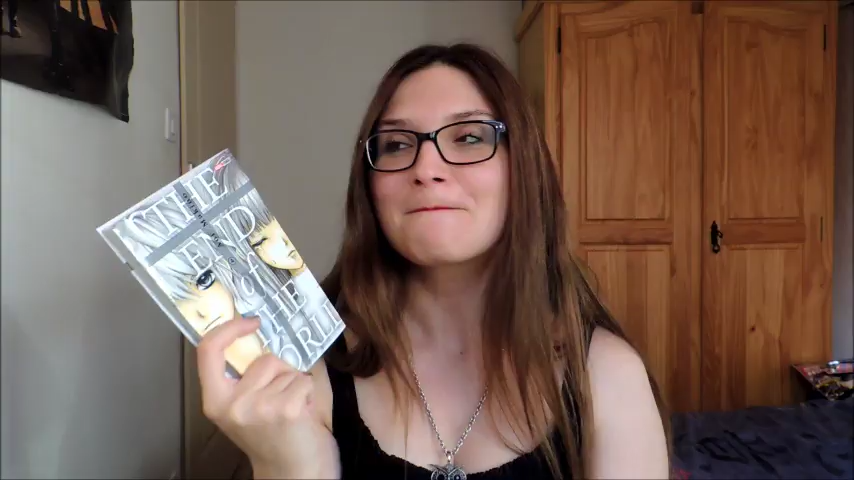 THE
END
of
THE
WORLD